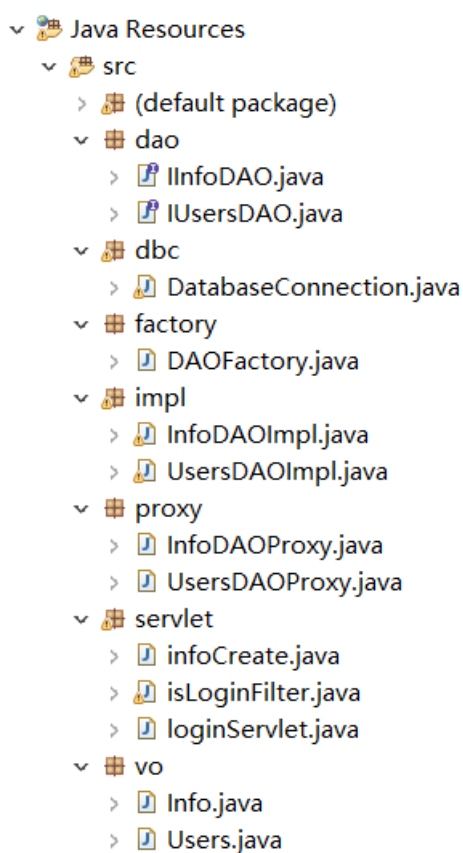 Java Resources
src
(default package)
dao
IInfoDAO.java
IUsersDAO.java
dbc
DatabaseConnection.java
factory
DAOFactory.java
impl
InfoDAOImpl.java
UsersDAOImpl.java
proxy
InfoDAOProxy.java
UsersDAOProxy.java
servlet
infoCreate.java
isLoginFilter.java
loginServlet.java
vo
Info.java
Users.java